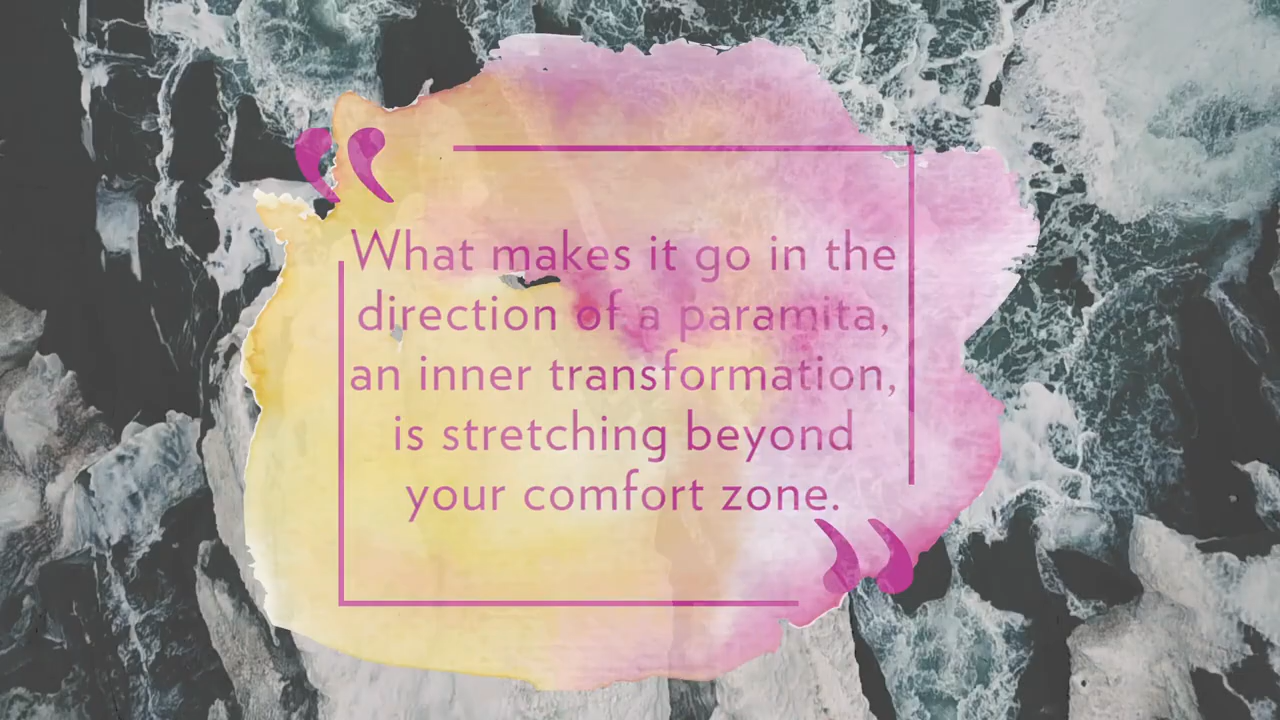 “
What makes it go in the
direction of a paramita,
an inner transformation,
is stretching beyond
your comfort zone.
”